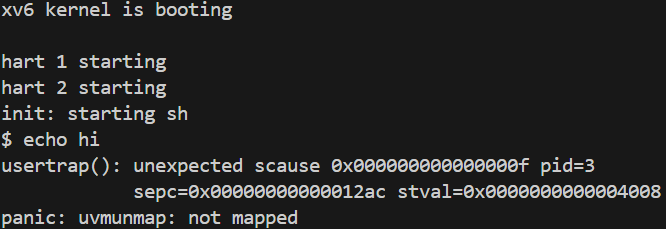 xv6 kernel is booting
hart 1 starting
hart 2 starting
init: starting sh
$ echo hi
usertrap(): unexpected scause 0x000000000000000f pid=3
sepc=0x00000000000012ac stval=0x0000000000004008
panic: uvmunmap: not mapped